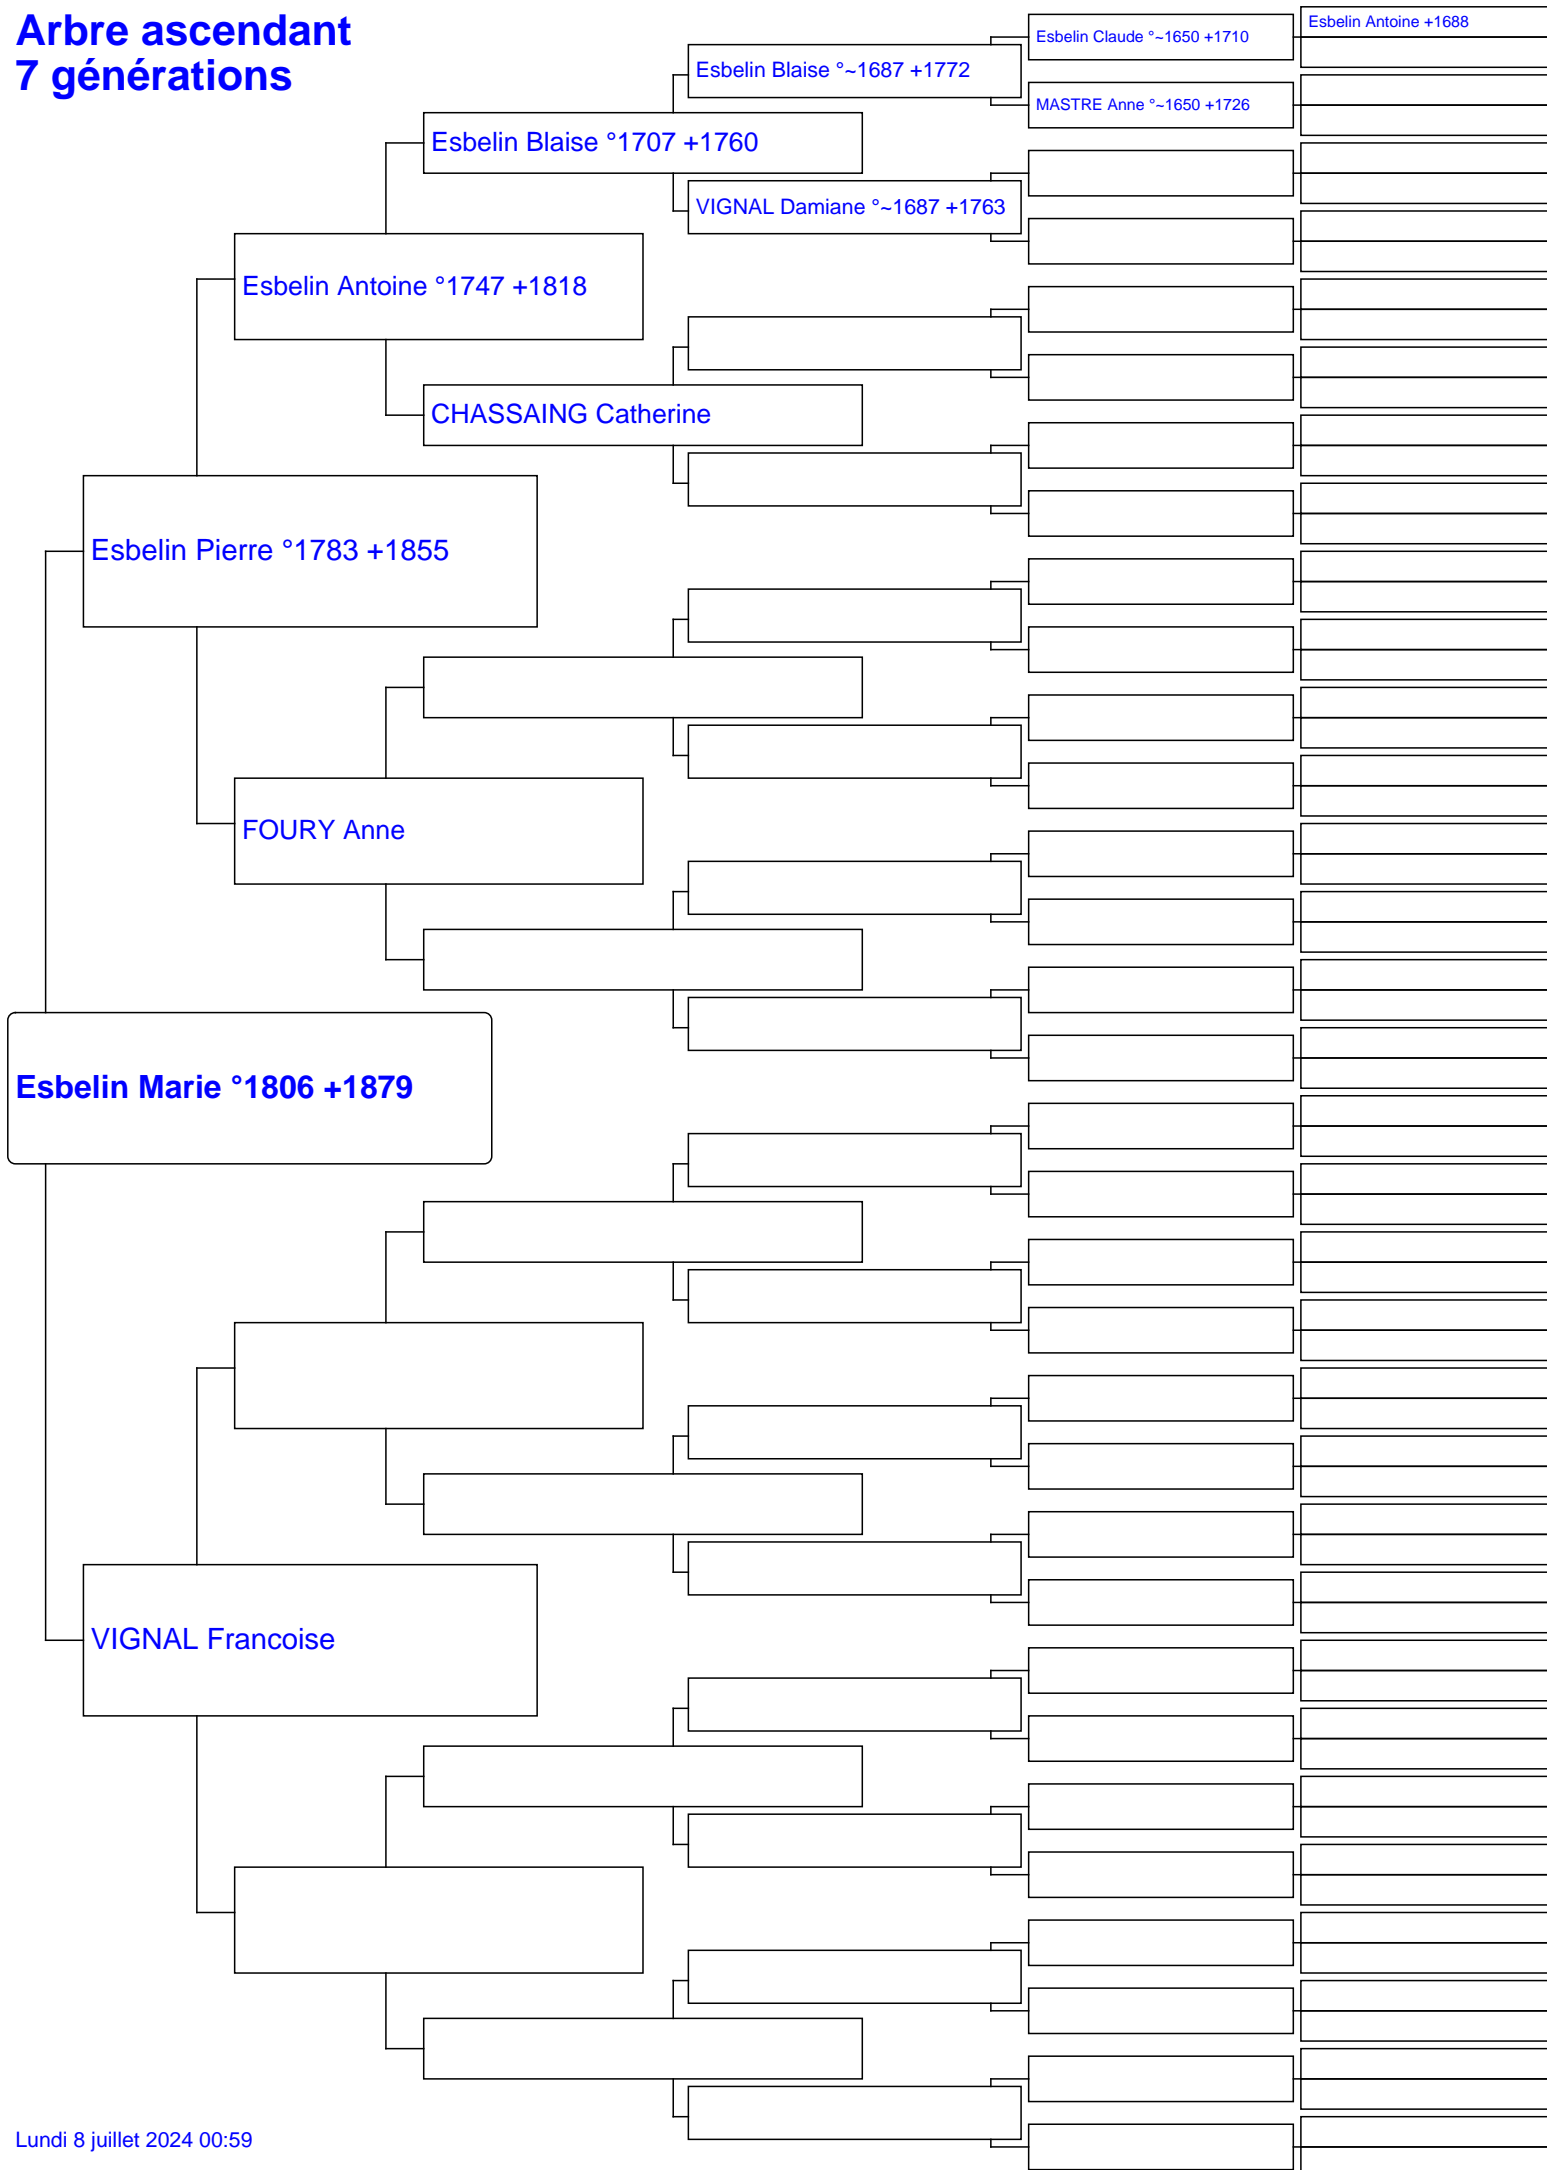 Arbre ascendant
7 générations
Esbelin Antoine +1688
Esbelin Claude °~1650 +1710
Esbelin Blaise °~1687 +1772
MASTRE Anne °~1650 +1726
Esbelin Blaise °1707 +1760
VIGNAL Damiane °~1687 +1763
Esbelin Antoine °1747 +1818
CHASSAING Catherine
Esbelin Pierre °1783 +1855
FOURY Anne
Esbelin Marie °1806 +1879
VIGNAL Francoise
Lundi 8 juillet 2024 00:59